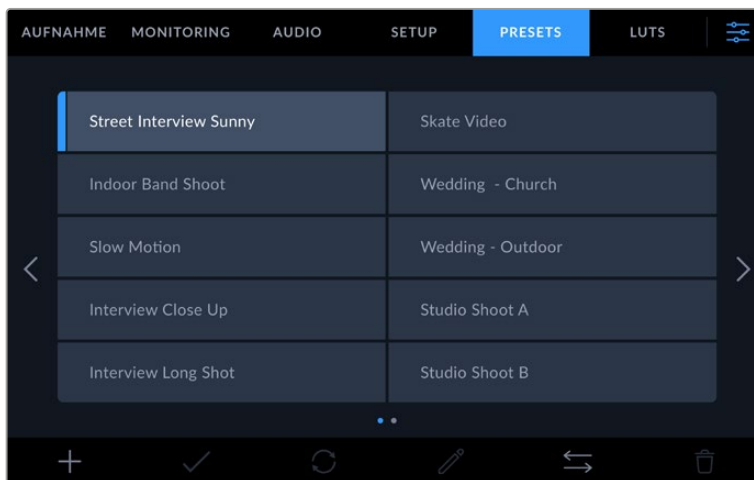 AUFNAHME MONITORING AUDIO SETUP PRESETS LUTS
Street Interview Sunny
Skate Video
Indoor Band Shoot
Wedding - Church
Slow Motion
Wedding - Outdoor
Interview Close Up
Studio Shoot A
Interview Long Shot
Studio Shoot B